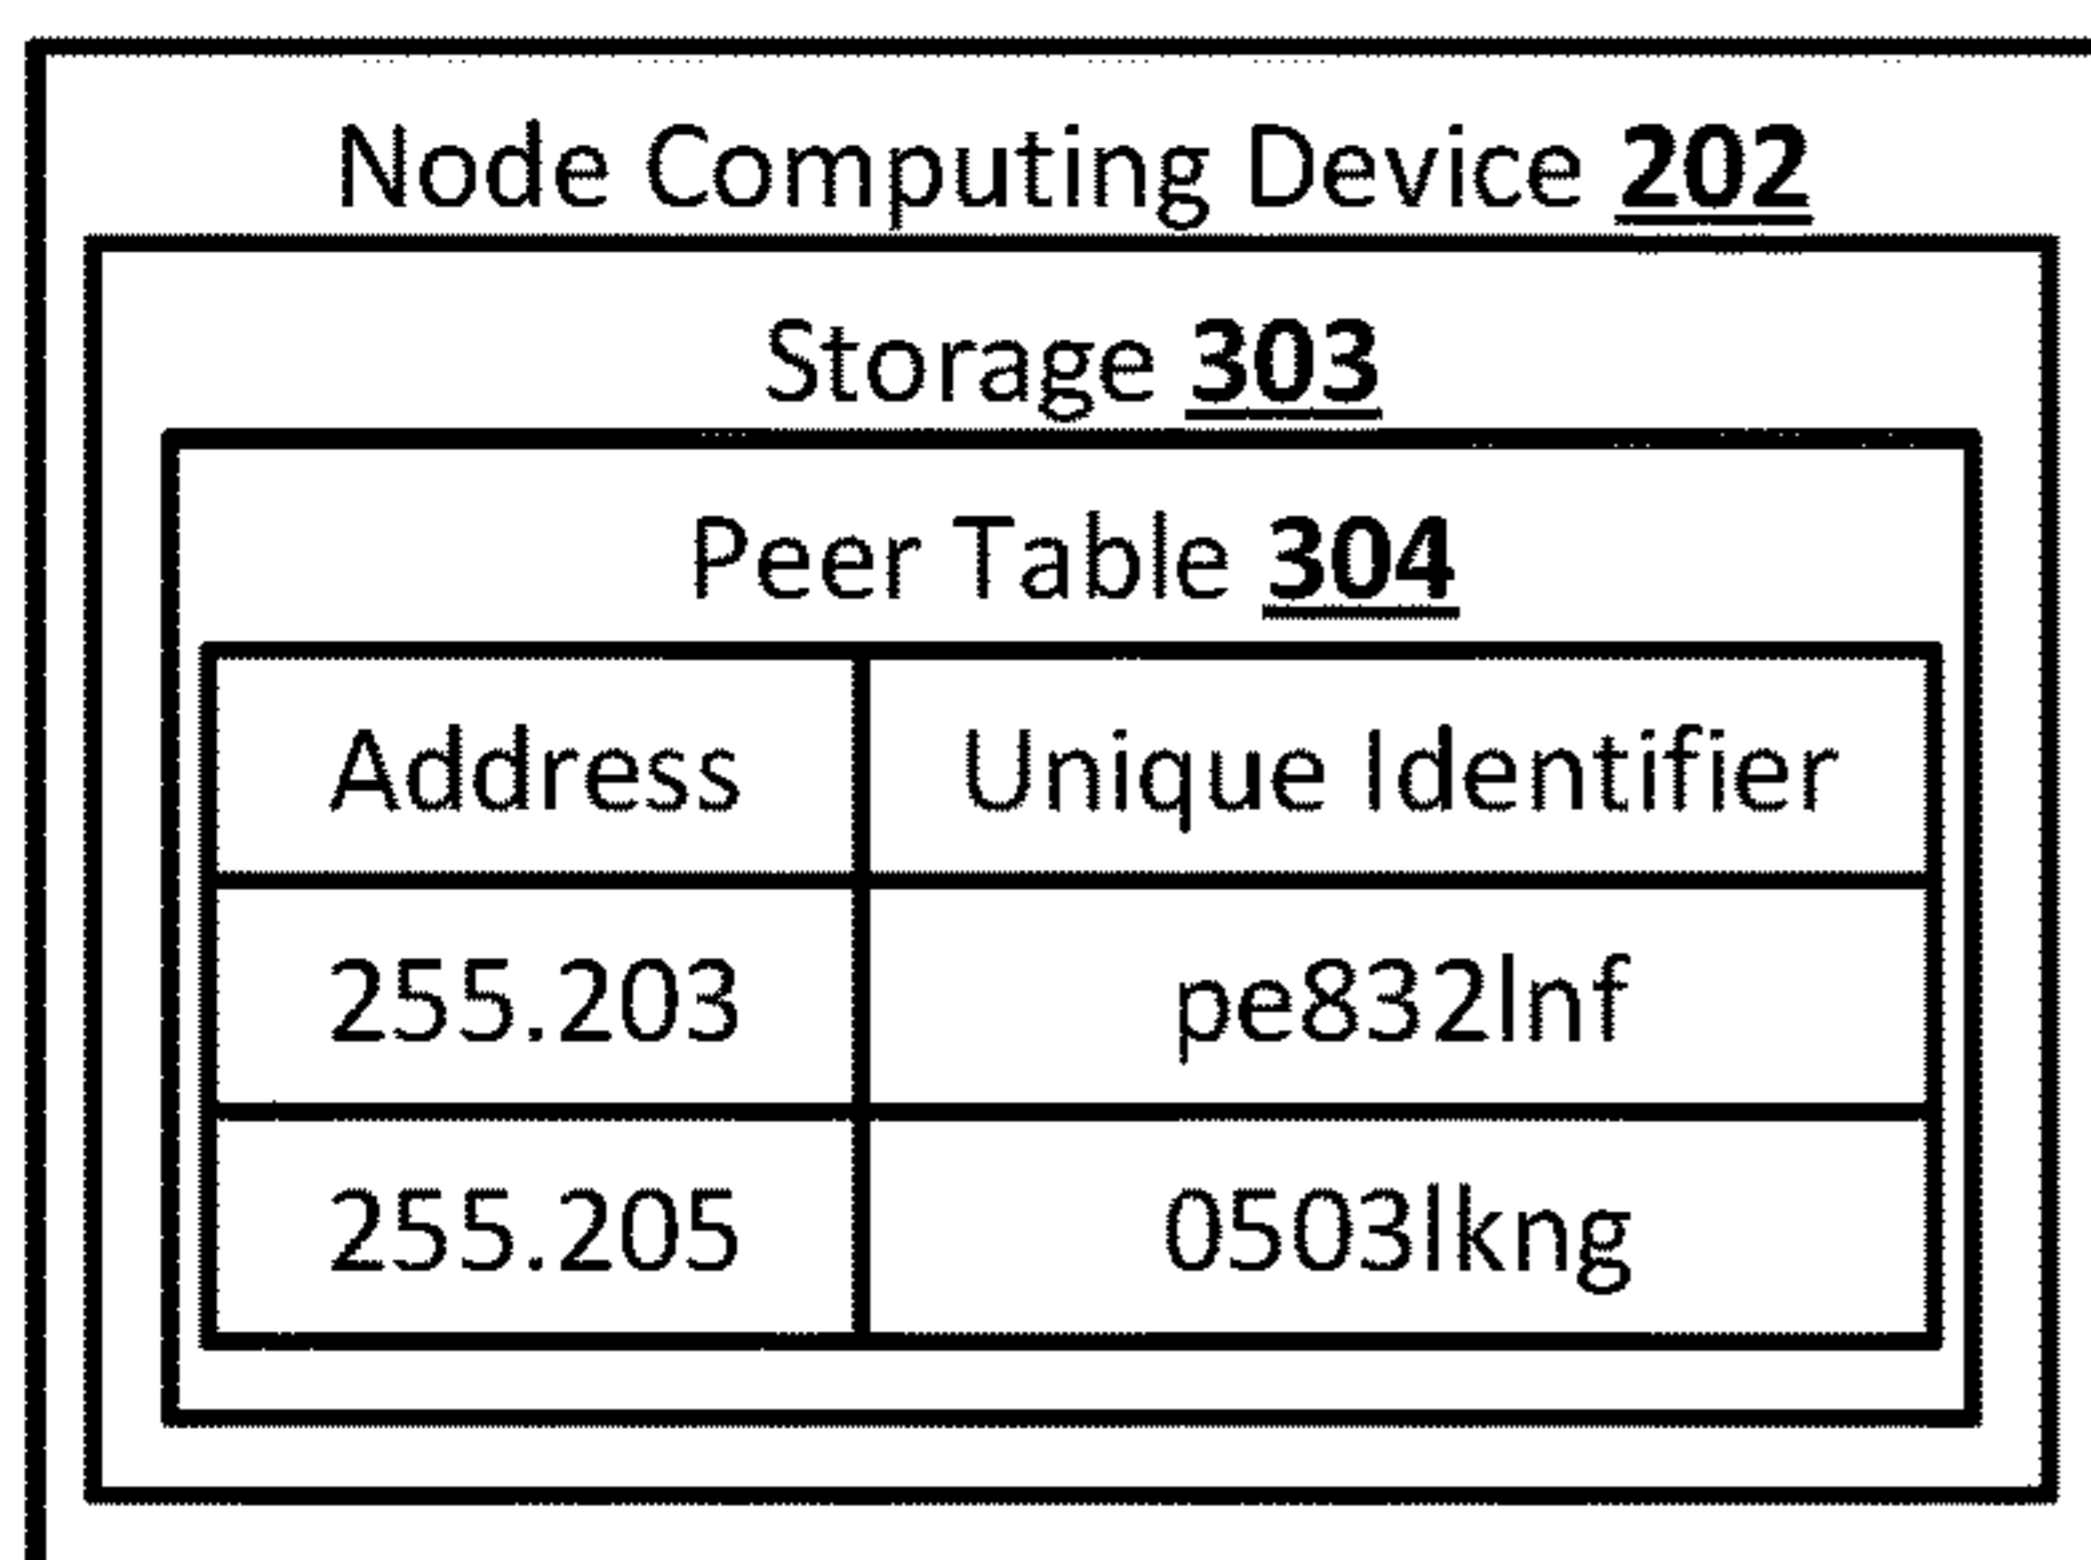 Node Computing Device 202
Storage 303
Peer Table 304
Address Unique Identifier
255.203 pe832lnf
255.205 0503lkng